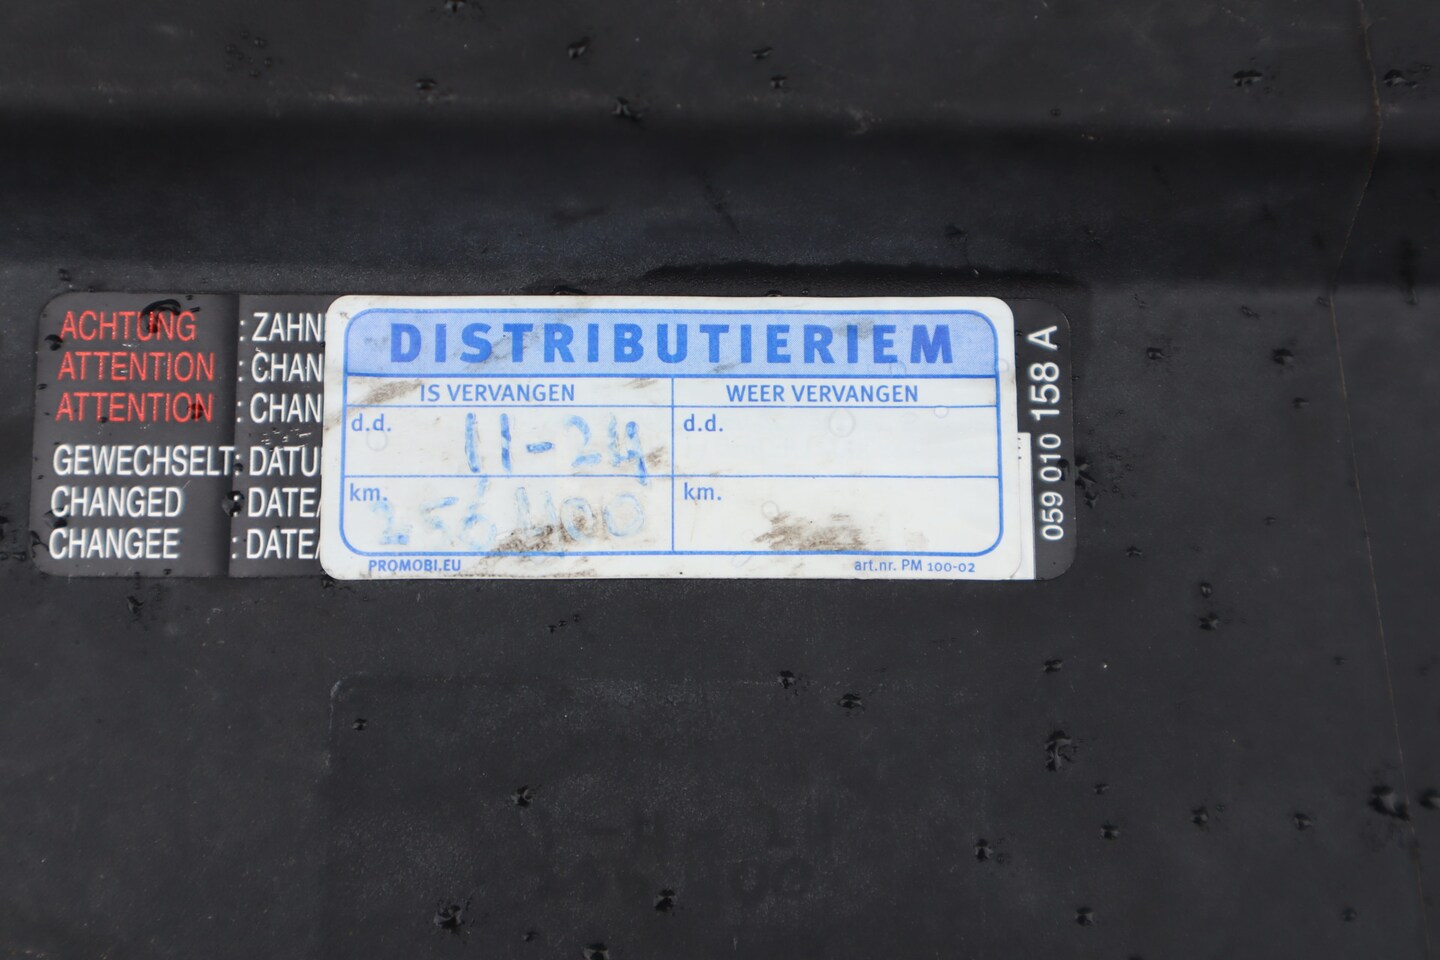 ACHTUNG : ZAHN
ATTENTION : CHAN
ATTENTION : CHAN
GEWECHSELT: DATU
CHANGED : DATE/
CHANGEE : DATE/
DISTRIBUTIERIEM
IS VERVANGEN WEER VERVANGEN
d.d. 11-24 d.d.
km. km.
PROMOBI.EU art.nr. PM 100-02
059 010 158 A